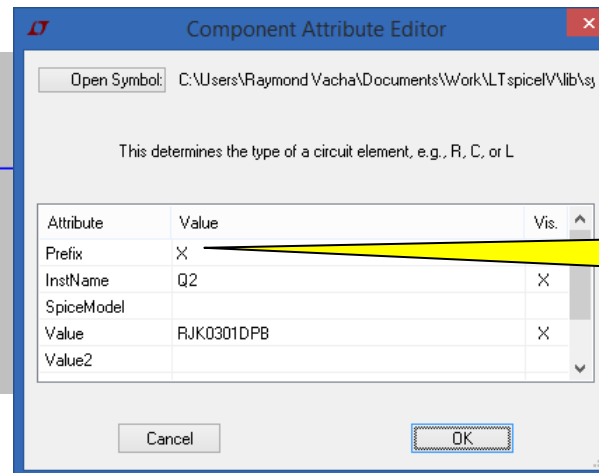 Component Attribute Editor
Open Symbol: C:\Users\Raymond Vacha\Documents\Work\LTspiceIV\lib\sy
This determines the type of a circuit element, e.g., R, C, or L
Attribute Value Vis.
Prefix X
InstName Q2 X
SpiceModel
Value RJK0301DPB X
Value2
Cancel OK